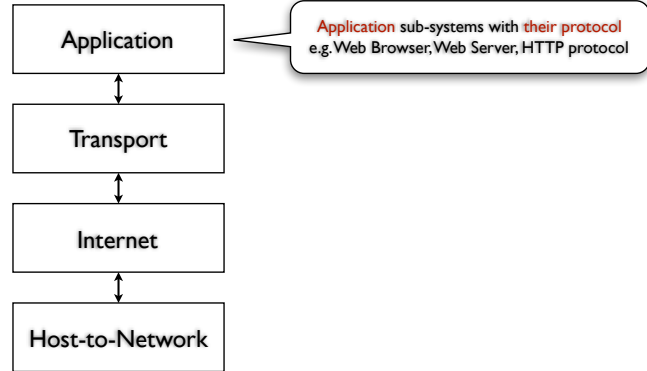 Application
Application sub-systems with their protocol
e.g. Web Browser, Web Server, HTTP protocol
Transport
Internet
Host-to-Network